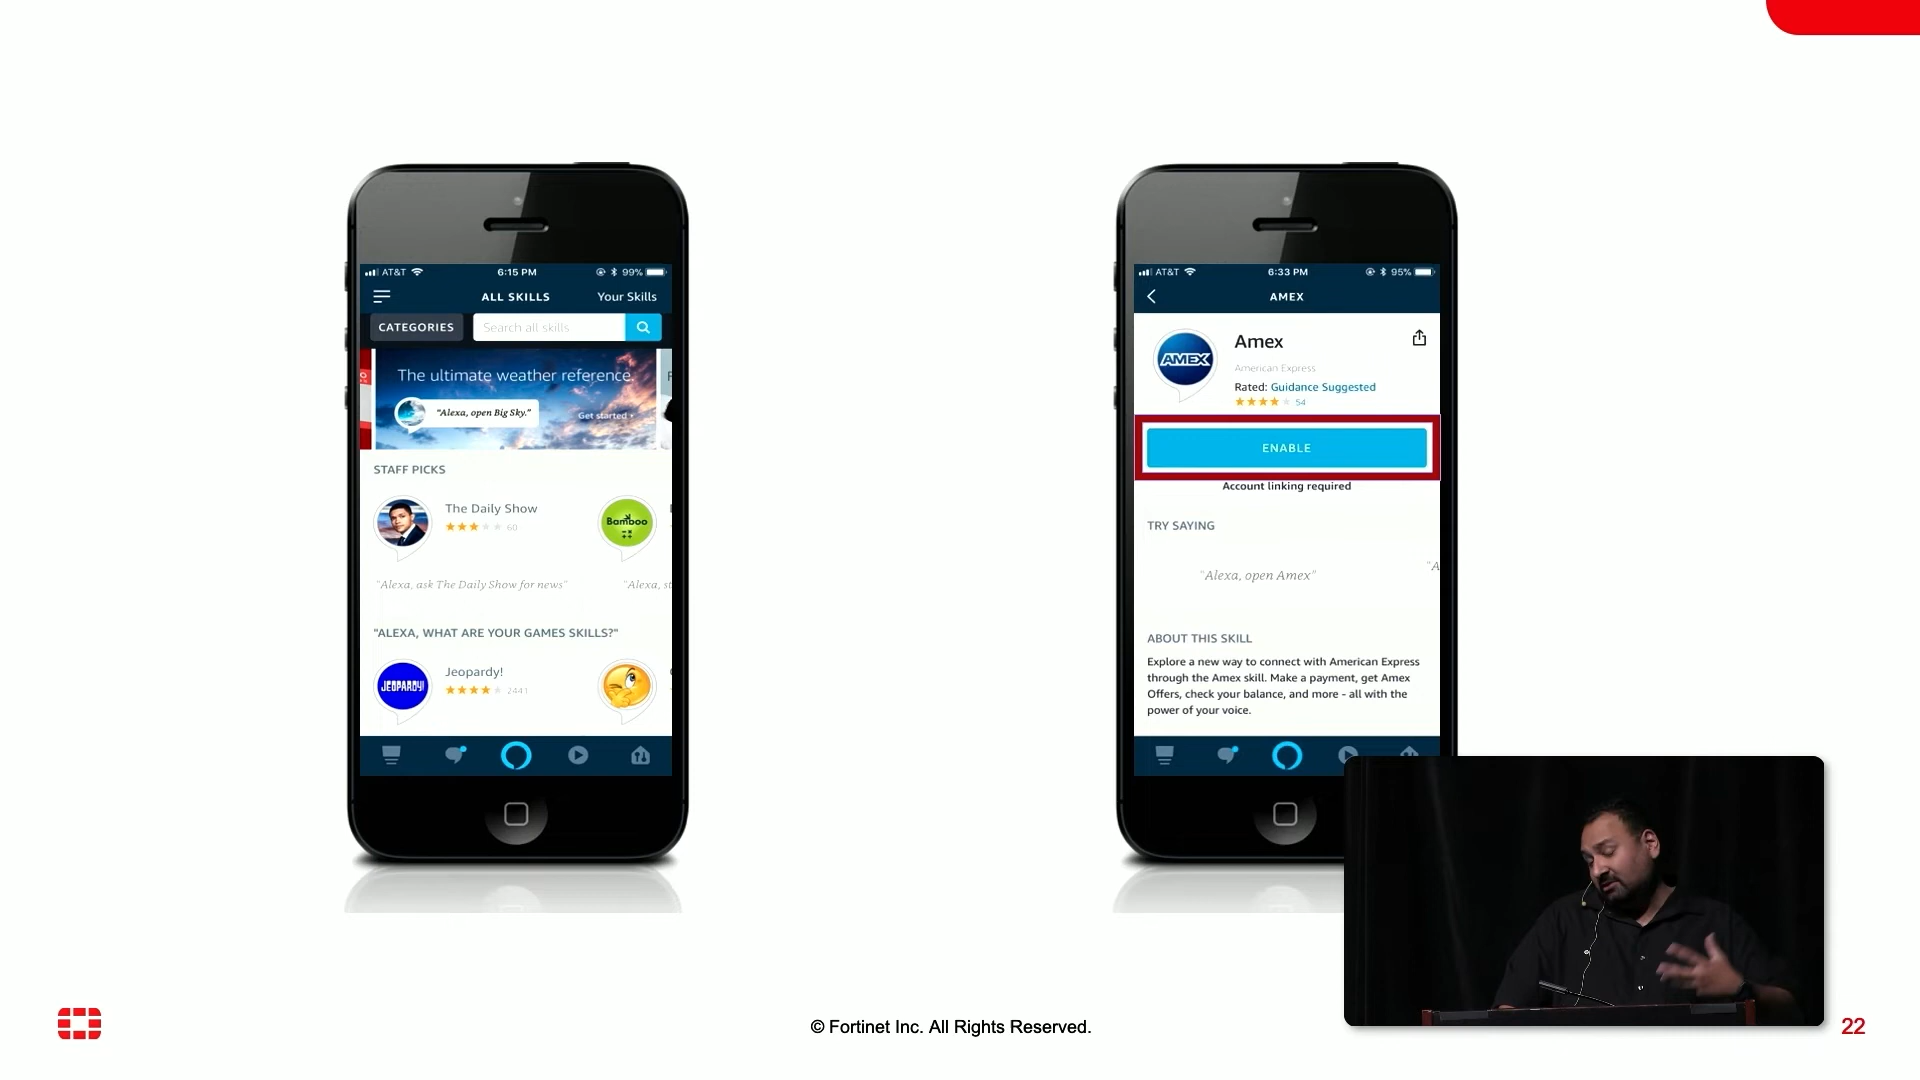 AT&T 6:15 PM 99%
ALL SKILLS Your Skills
CATEGORIES Search all skills
The ultimate weather reference.
"Alexa, open Big Sky." Get started
STAFF PICKS
The Daily Show
60
Bamboo
"Alexa, ask The Daily Show for news" "Alexa, st
"ALEXA, WHAT ARE YOUR GAMES SKILLS?"
Jeopardy!
JEOPARDY!
2441
AT&T 6:33 PM 95%
AMEX
Amex
AMEX
American Express
Rated: Guidance Suggested
54
ENABLE
Account linking required
TRY SAYING
"Alexa, open Amex" "A
ABOUT THIS SKILL
Explore a new way to connect with American Express
through the Amex skill. Make a payment, get Amex
Offers, check your balance, and more - all with the
power of your voice.
© Fortinet Inc. All Rights Reserved.
22